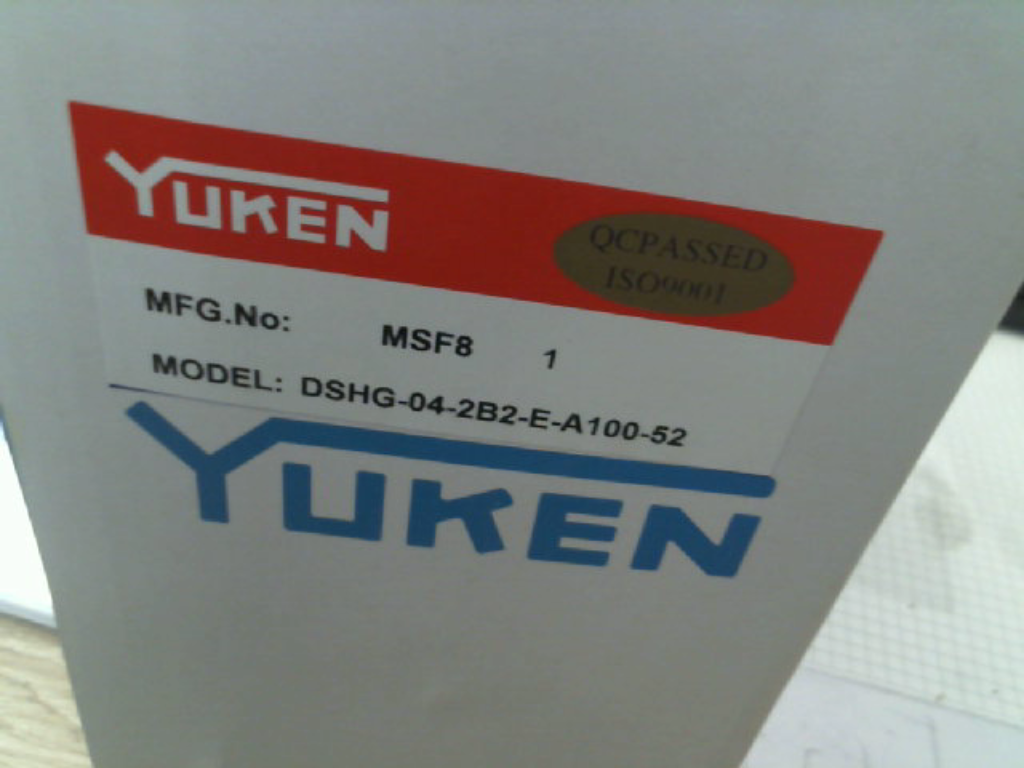 YUKEN
QCPASSED
ISO9001
MFG.No: MSF8 1
MODEL: DSHG-04-2B2-E-A100-52
YUKEN